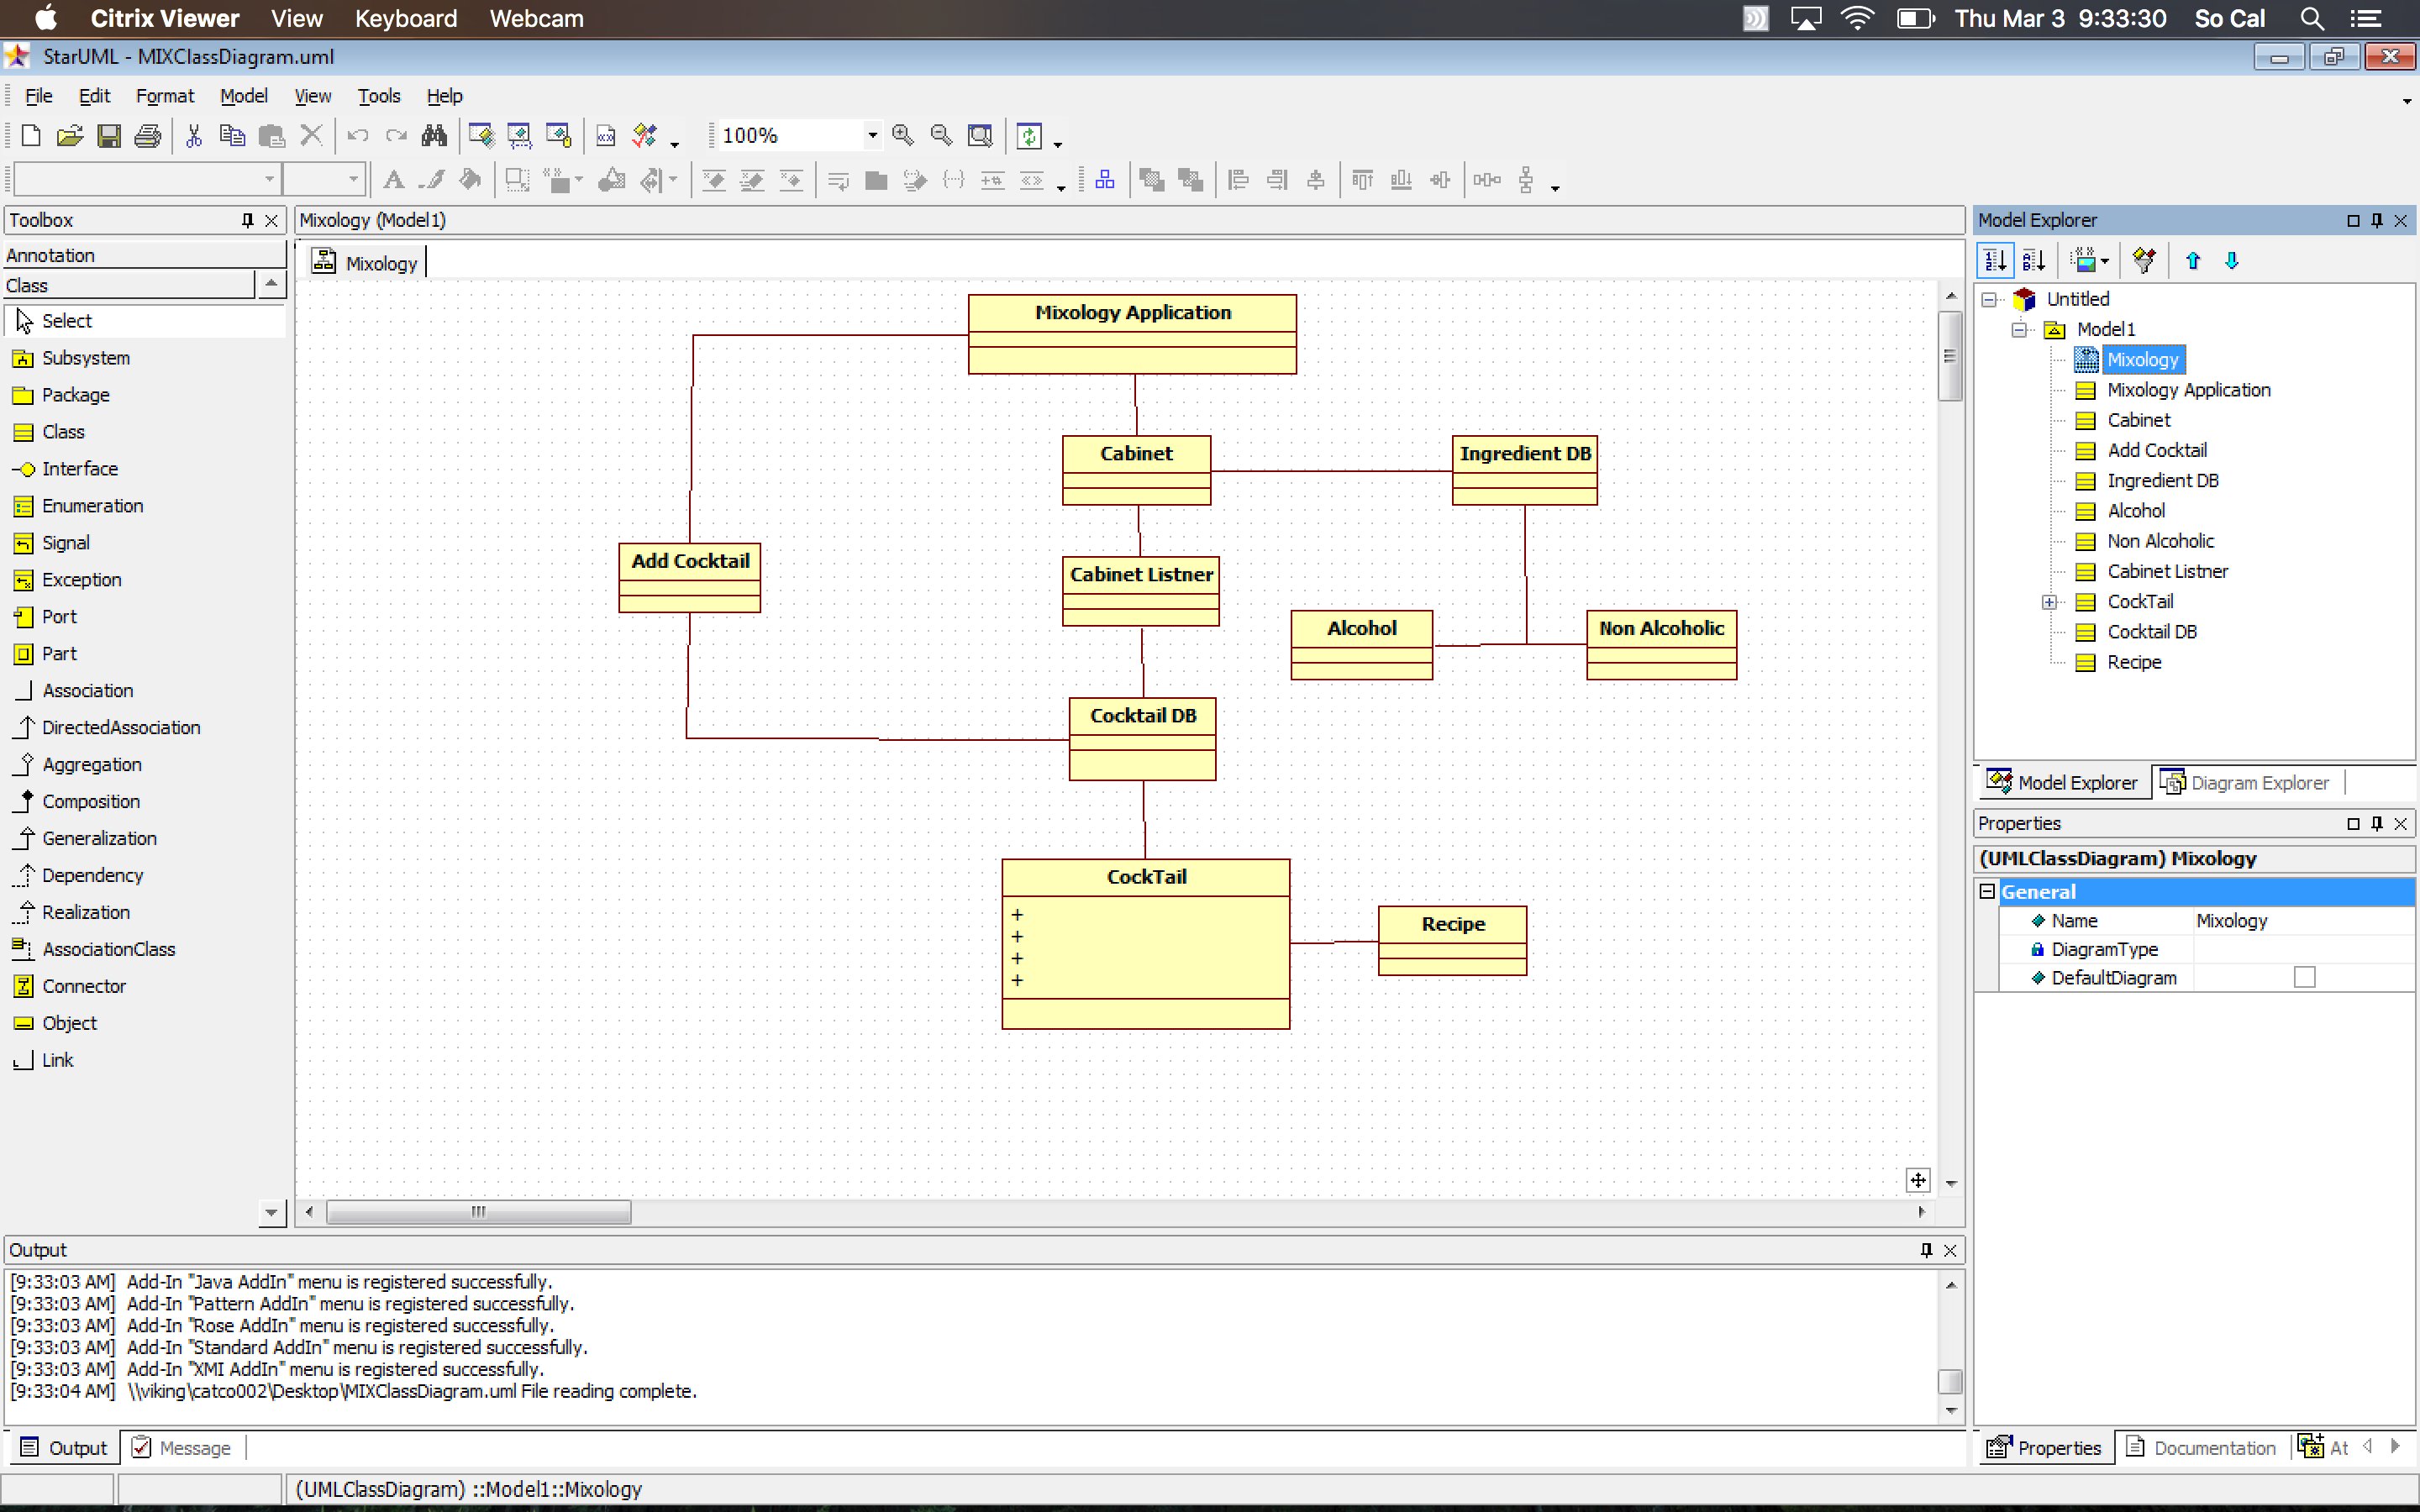 Citrix Viewer View Keyboard Webcam Thu Mar 3 9:33:30 So Cal
StarUML - MIXClassDiagram.uml
File Edit Format Model View Tools Help
100%
Toolbox
Mixology (Model1)
Model Explorer
Annotation
Class
Mixology
Select
Subsystem
Package
Class
Interface
Enumeration
Signal
Exception
Port
Part
Association
DirectedAssociation
Aggregation
Composition
Generalization
Dependency
Realization
AssociationClass
Connector
Object
Link
Mixology Application
Cabinet
Ingredient DB
Add Cocktail
Cabinet Listner
Alcohol
Non Alcoholic
Cocktail DB
CockTail
+
+
+
+
Recipe
Untitled
Model1
Mixology
Mixology Application
Cabinet
Add Cocktail
Ingredient DB
Alcohol
Non Alcoholic
Cabinet Listner
CockTail
Cocktail DB
Recipe
Model Explorer Diagram Explorer
Properties
(UMLClassDiagram) Mixology
General
Name Mixology
DiagramType
DefaultDiagram
Output
[9:33:03 AM] Add-In "Java AddIn" menu is registered successfully.
[9:33:03 AM] Add-In "Pattern AddIn" menu is registered successfully.
[9:33:03 AM] Add-In "Rose AddIn" menu is registered successfully.
[9:33:03 AM] Add-In "Standard AddIn" menu is registered successfully.
[9:33:03 AM] Add-In "XMI AddIn" menu is registered successfully.
[9:33:04 AM] \\viking\catco002\Desktop\MIXClassDiagram.uml File reading complete.
Output Message
Properties Documentation At
(UMLClassDiagram) ::Model1::Mixology